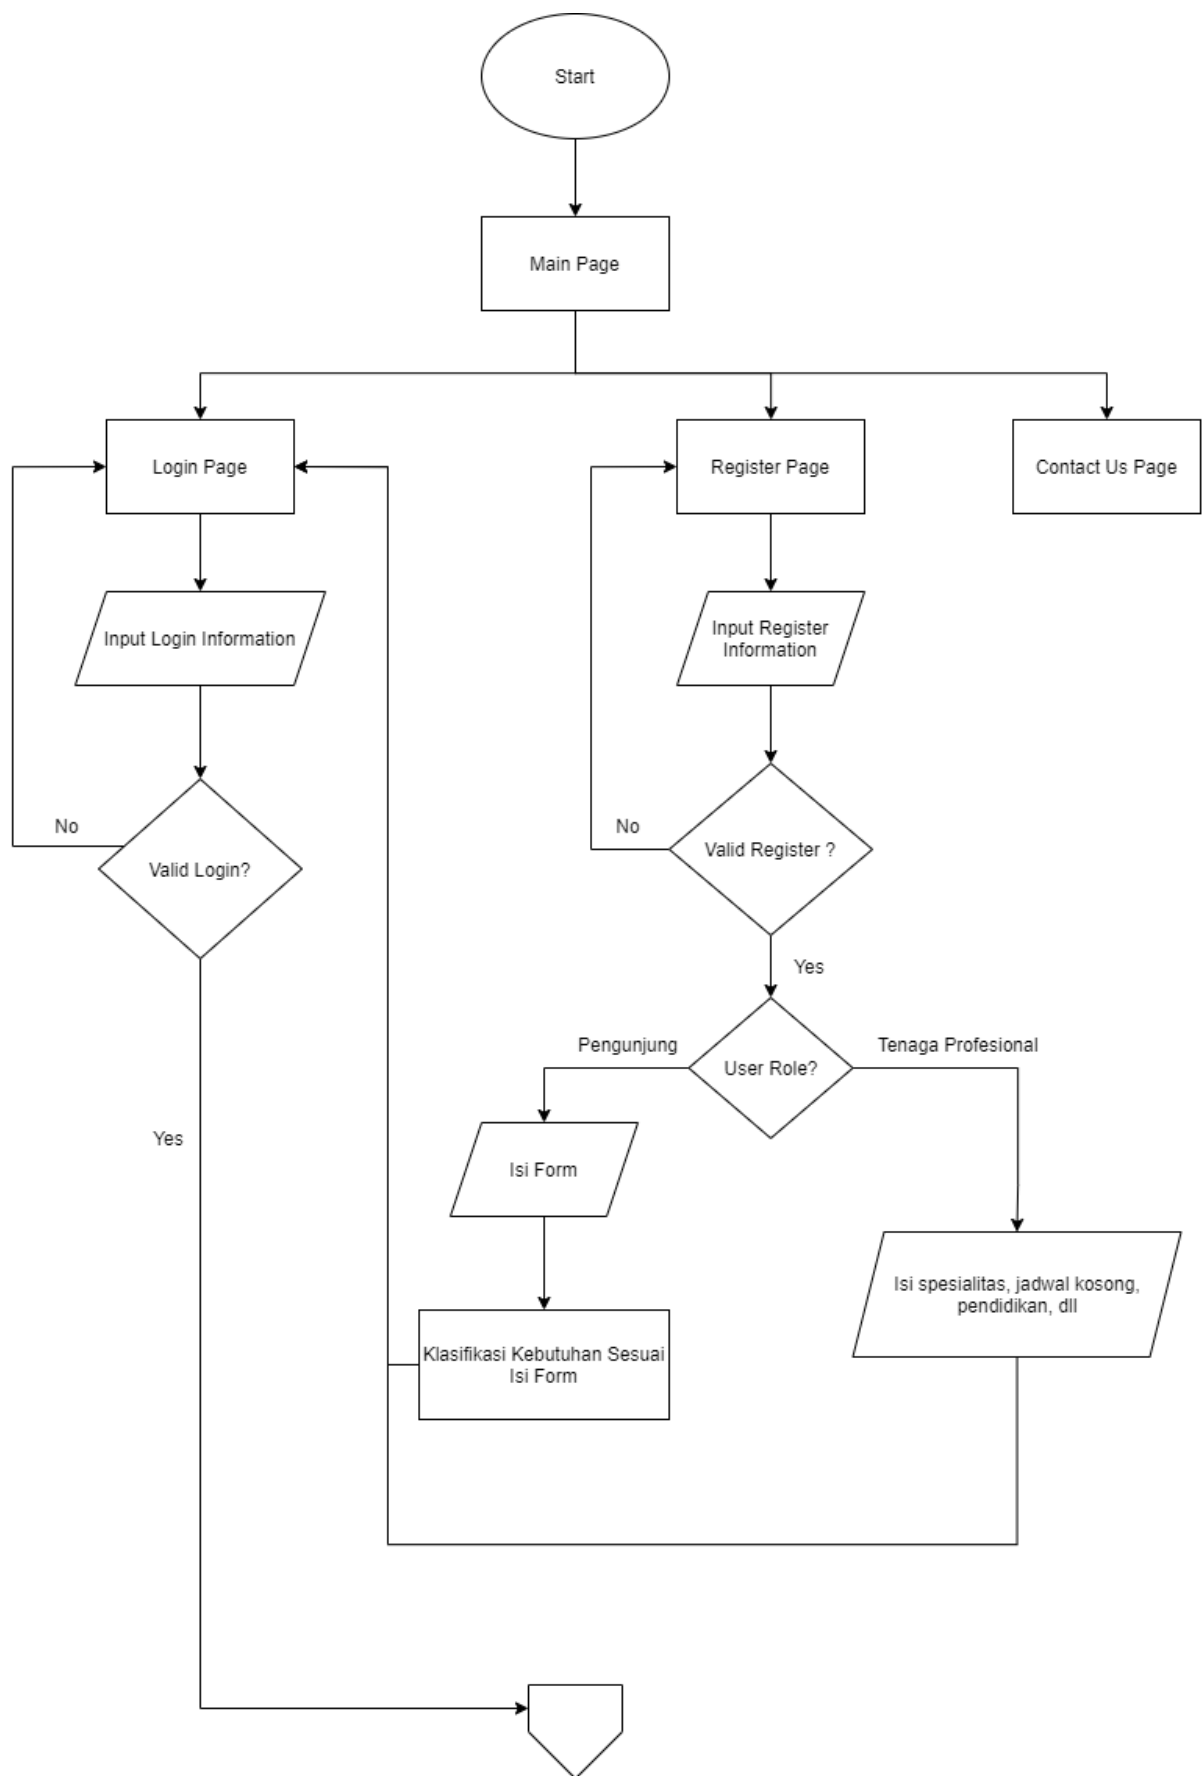 Start
Main Page
Login Page
Register Page
Contact Us Page
Input Login Information
Input Register
Information
No
Valid Login?
No
Valid Register ?
Yes
Pengunjung
User Role?
Tenaga Profesional
Yes
Isi Form
Isi spesialitas, jadwal kosong,
pendidikan, dll
Klasifikasi Kebutuhan Sesuai
Isi Form